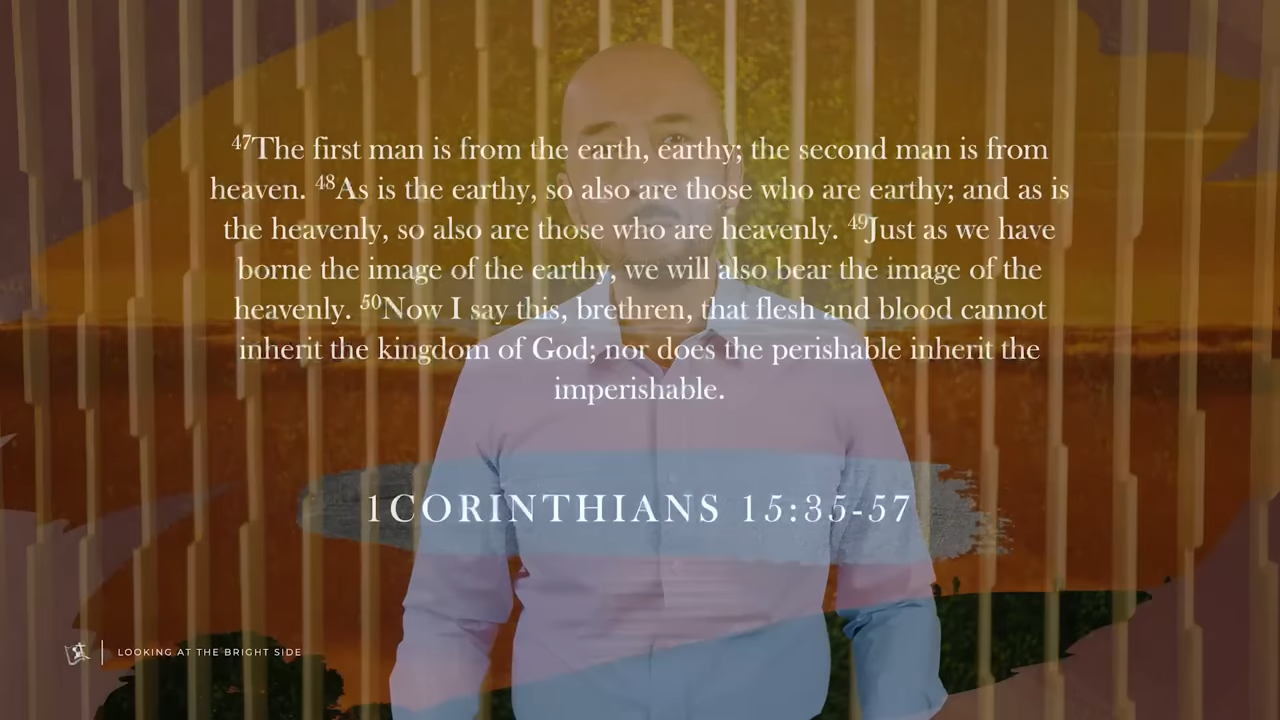 ⁴⁷The first man is from the earth, earthy; the second man is from
heaven. ⁴⁸As is the earthy, so also are those who are earthy; and as is
the heavenly, so also are those who are heavenly. ⁴⁹Just as we have
borne the image of the earthy, we will also bear the image of the
heavenly. ⁵⁰Now I say this, brethren, that flesh and blood cannot
inherit the kingdom of God; nor does the perishable inherit the
imperishable.
1CORINTHIANS 15:35-57
LOOKING AT THE BRIGHT SIDE